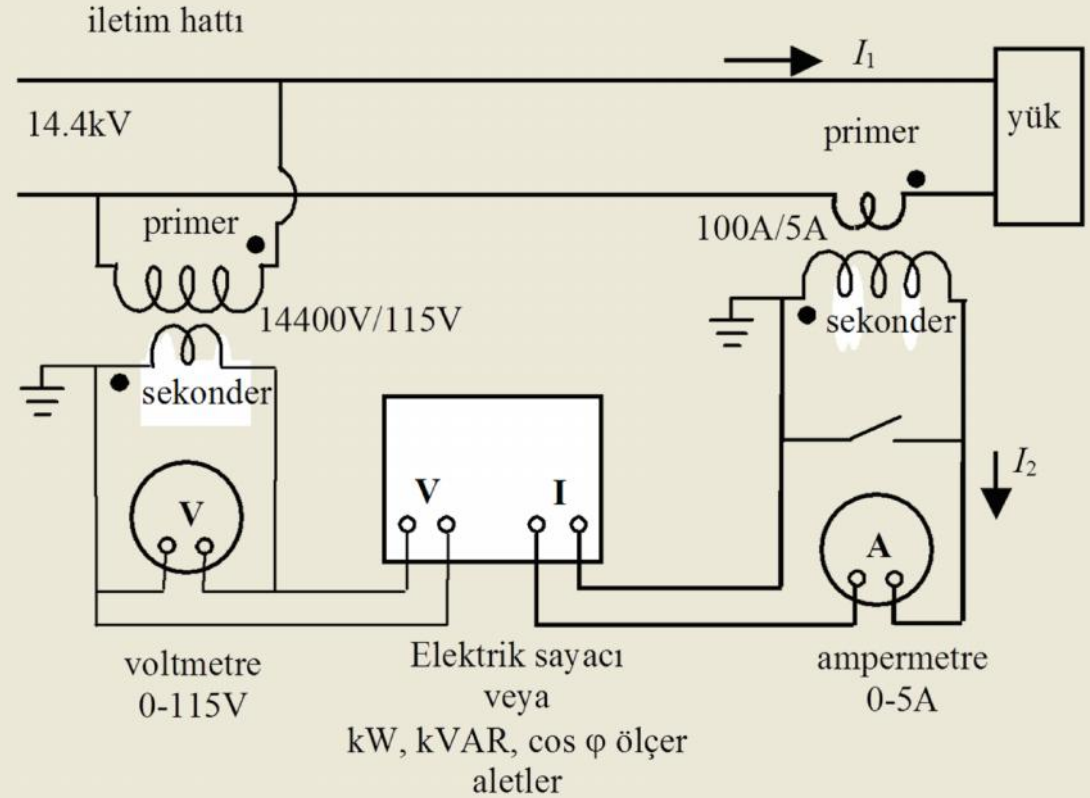 iletim hattı
I1
14.4kV
primer
yük
primer
100A/5A
14400V/115V
sekonder
sekonder
V
I
I2
V
A
voltmetre
0-115V
Elektrik sayacı
veya
kW, kVAR, cos φ ölçer
aletler
ampermetre
0-5A